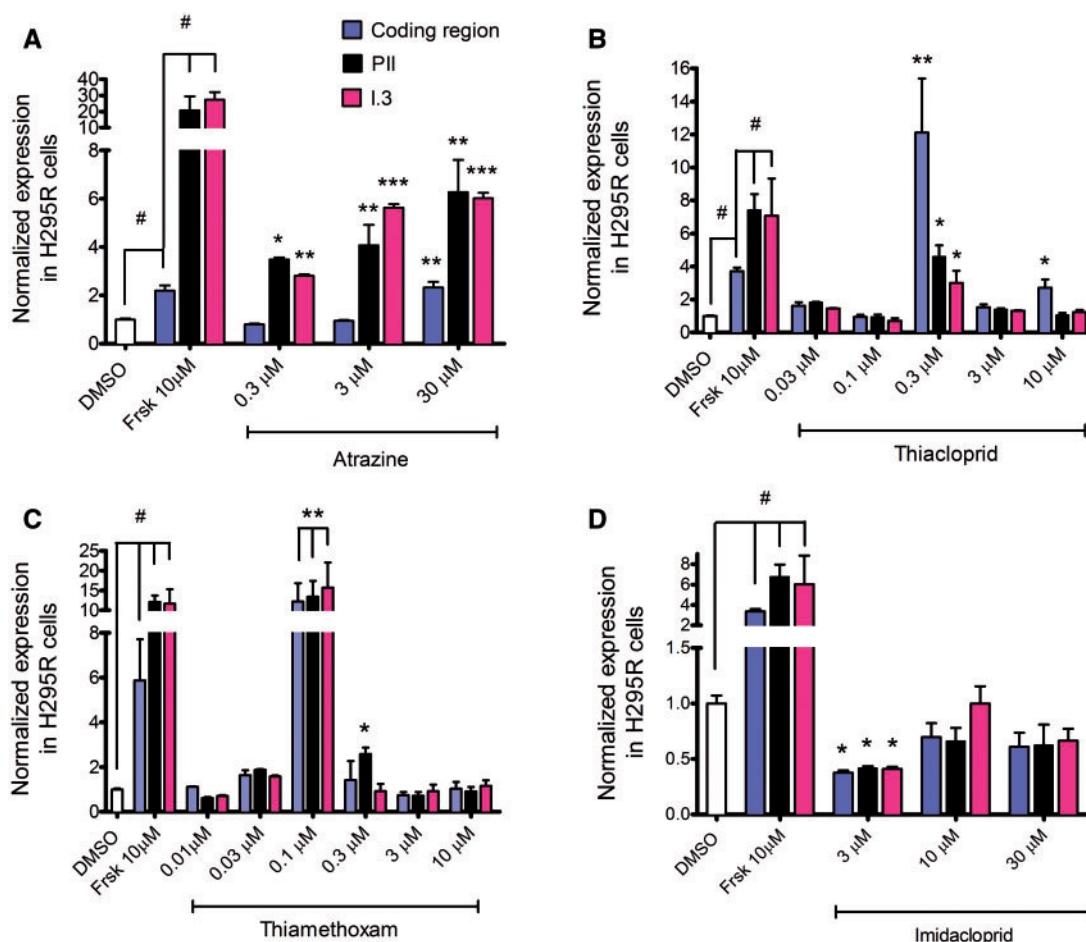 A
#
#
Coding region
PII
I.3
Normalized expression
in H295R cells
40
30
20
10
8
6
4
2
0
*
**
**
***
**
**
***
DMSO
Frsk 10µM
0.3 µM
3 µM
30 µM
Atrazine
B
Normalized expression
in H295R cells
16
14
12
10
8
6
4
2
0
#
#
**
*
*
*
DMSO
Frsk 10µM
0.03 µM
0.1 µM
0.3 µM
3 µM
10 µM
Thiacloprid
C
Normalized expression
in H295R cells
25
20
15
10
8
6
4
2
0
#
**
*
DMSO
Frsk 10µM
0.01µM
0.03 µM
0.1 µM
0.3 µM
3 µM
10 µM
Thiamethoxam
D
Normalized expression
in H295R cells
8
6
4
2
1.5
1.0
0.5
0.0
#
*
*
*
DMSO
Frsk 10µM
3 µM
10 µM
30 µM
Imidacloprid